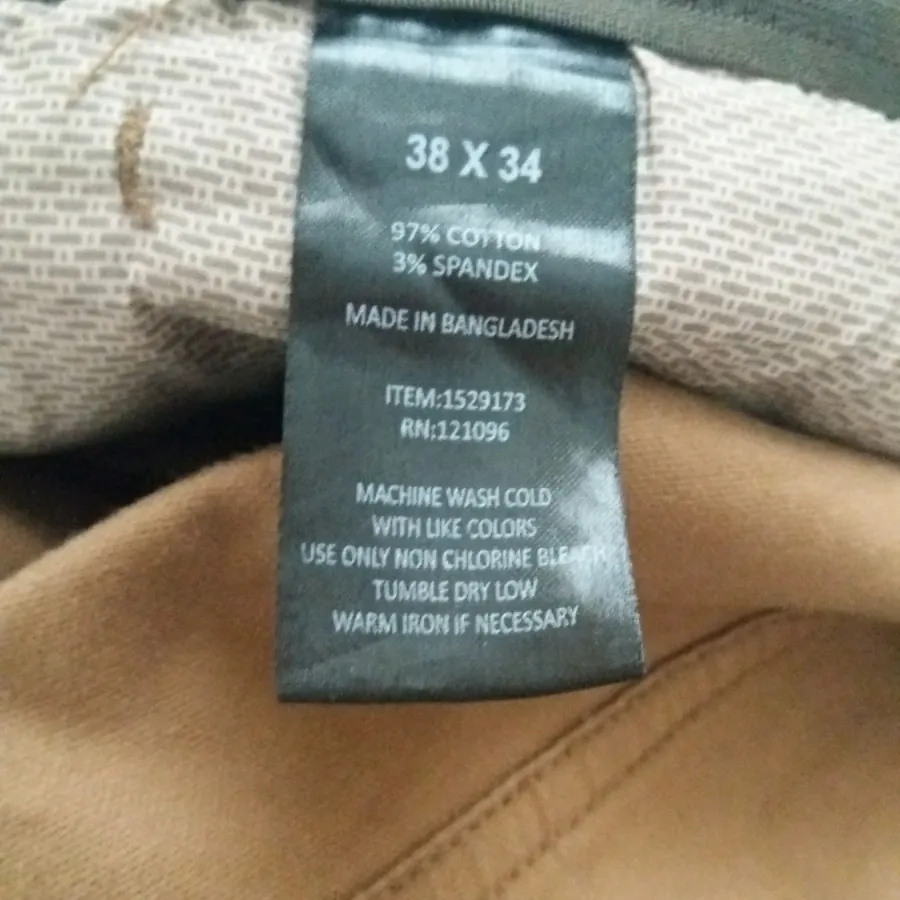 38 X 34
97% COTTON
3% SPANDEX
MADE IN BANGLADESH
ITEM:1529173
RN:121096
MACHINE WASH COLD
WITH LIKE COLORS
USE ONLY NON CHLORINE BLEACH
TUMBLE DRY LOW
WARM IRON IF NECESSARY